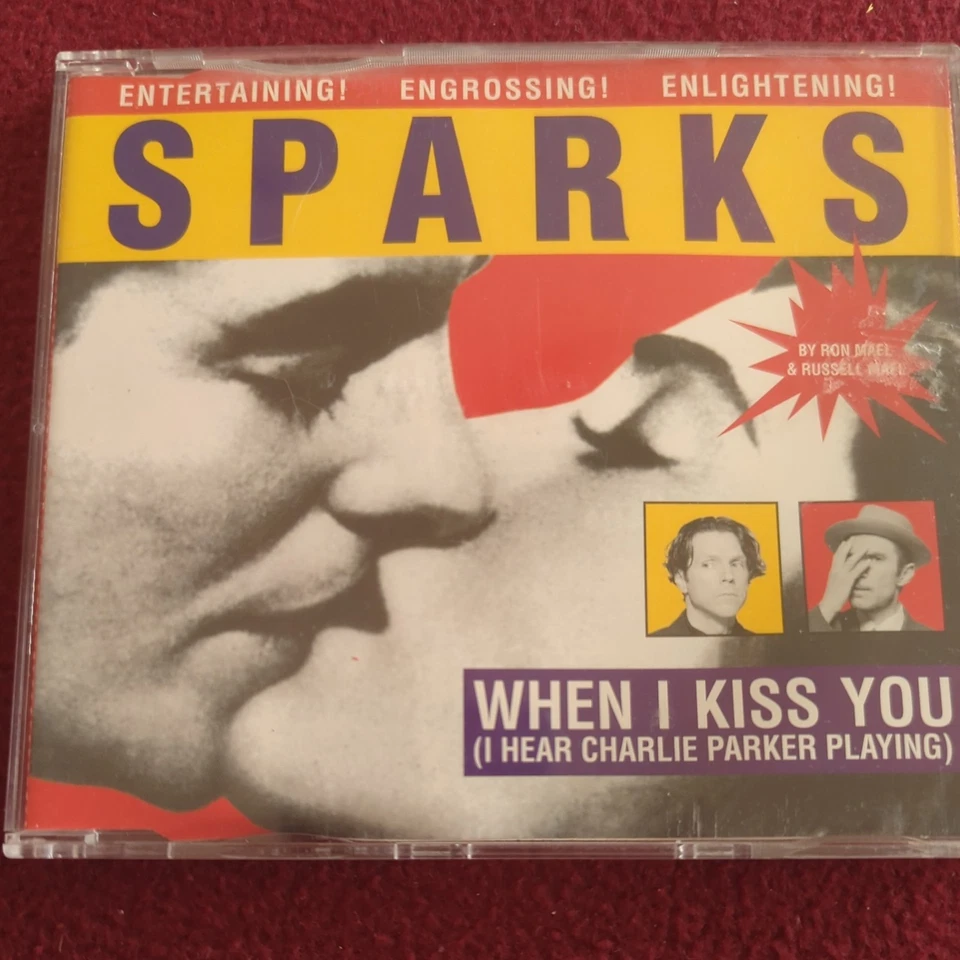 ENTERTAINING! ENGROSSING! ENLIGHTENING!
SPARKS
BY RON MAEL
& RUSSELL MAEL
WHEN I KISS YOU
(I HEAR CHARLIE PARKER PLAYING)